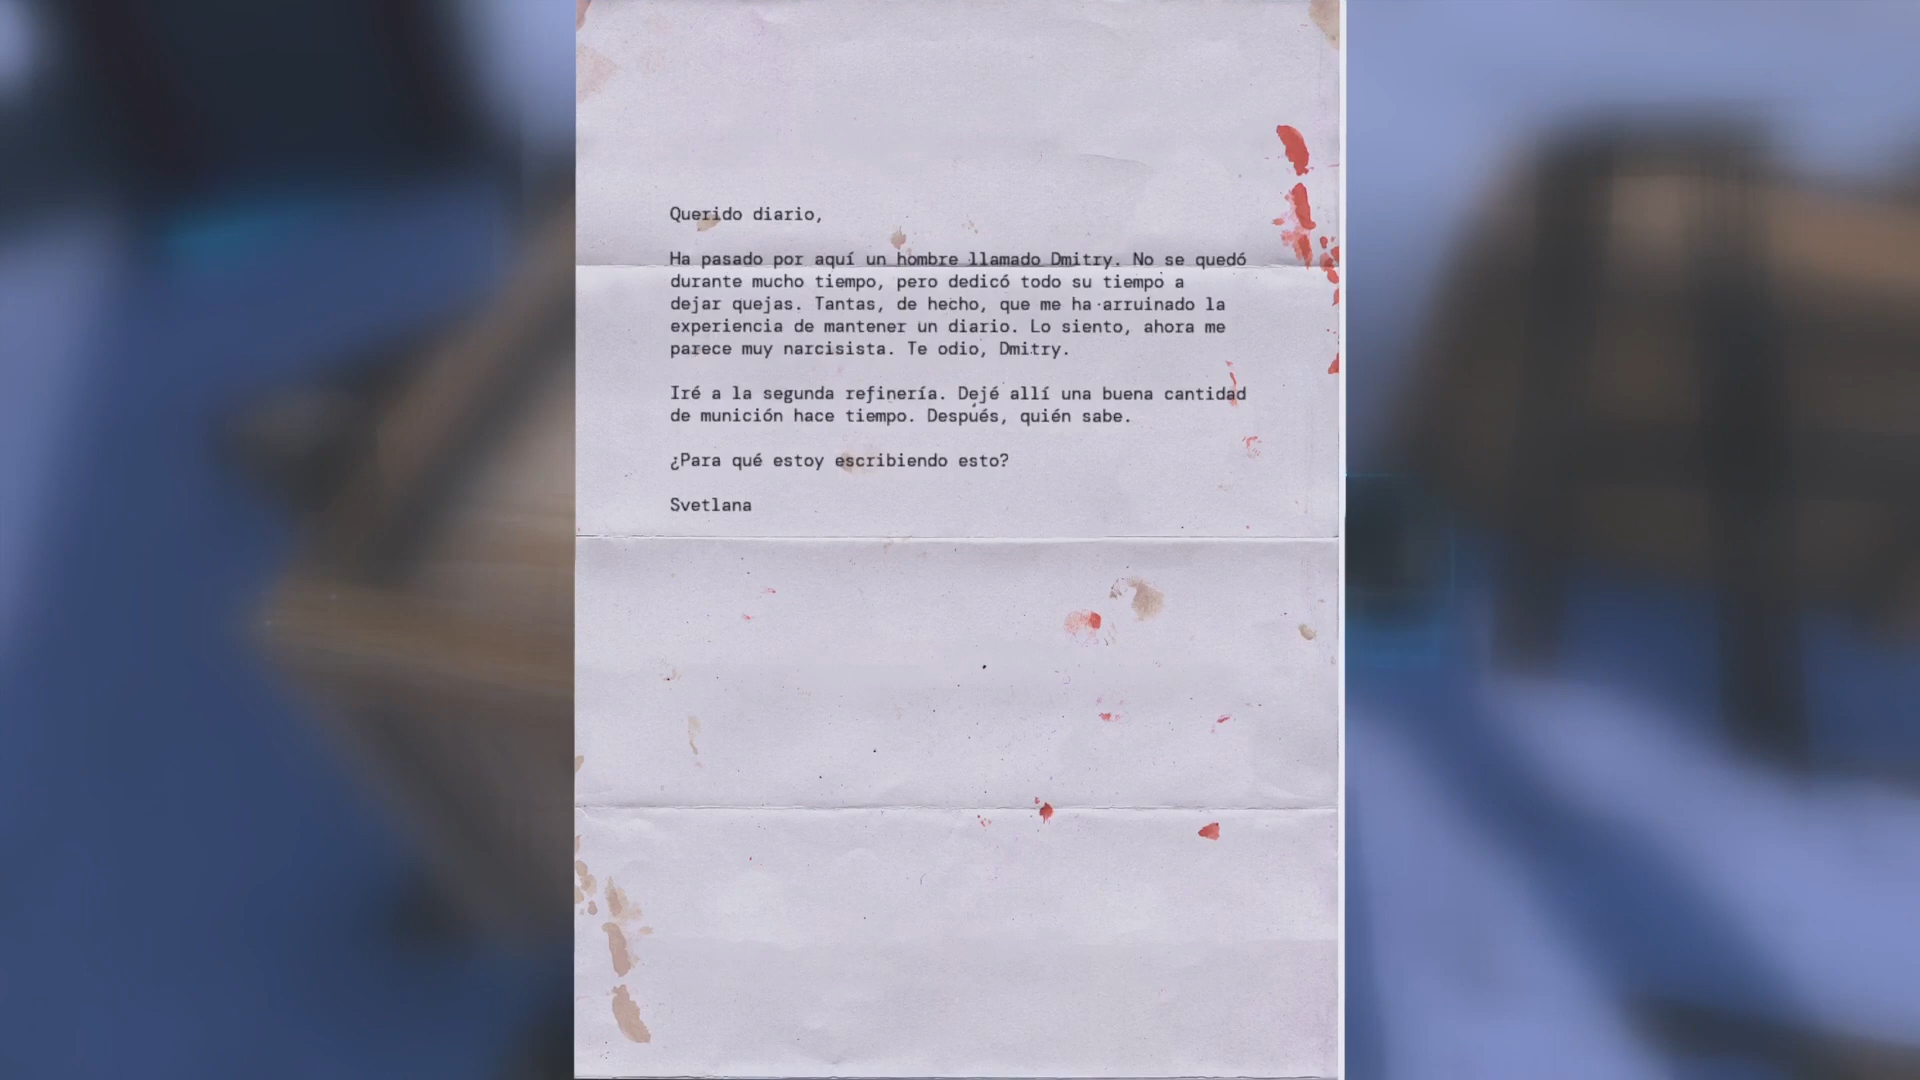 Querido diario,
Ha pasado por aquí un hombre llamado Dmitry. No se quedó
durante mucho tiempo, pero dedicó todo su tiempo a
dejar quejas. Tantas, de hecho, que me ha arruinado la
experiencia de mantener un diario. Lo siento, ahora me
parece muy narcisista. Te odio, Dmitry.
Iré a la segunda refinería. Dejé allí una buena cantidad
de munición hace tiempo. Después, quién sabe.
¿Para qué estoy escribiendo esto?
Svetlana